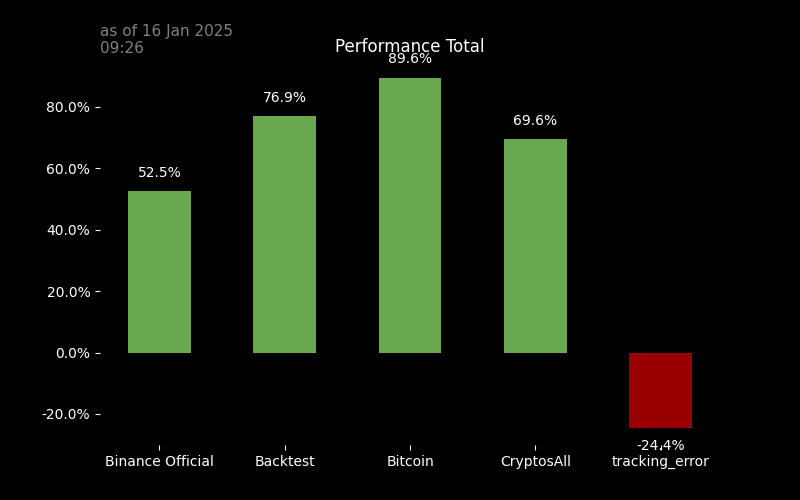 as of 16 Jan 2025
09:26
Performance Total
89.6%
76.9%
69.6%
52.5%
-24.4%
80.0%
60.0%
40.0%
20.0%
0.0%
-20.0%
Binance Official
Backtest
Bitcoin
CryptosAll
tracking_error